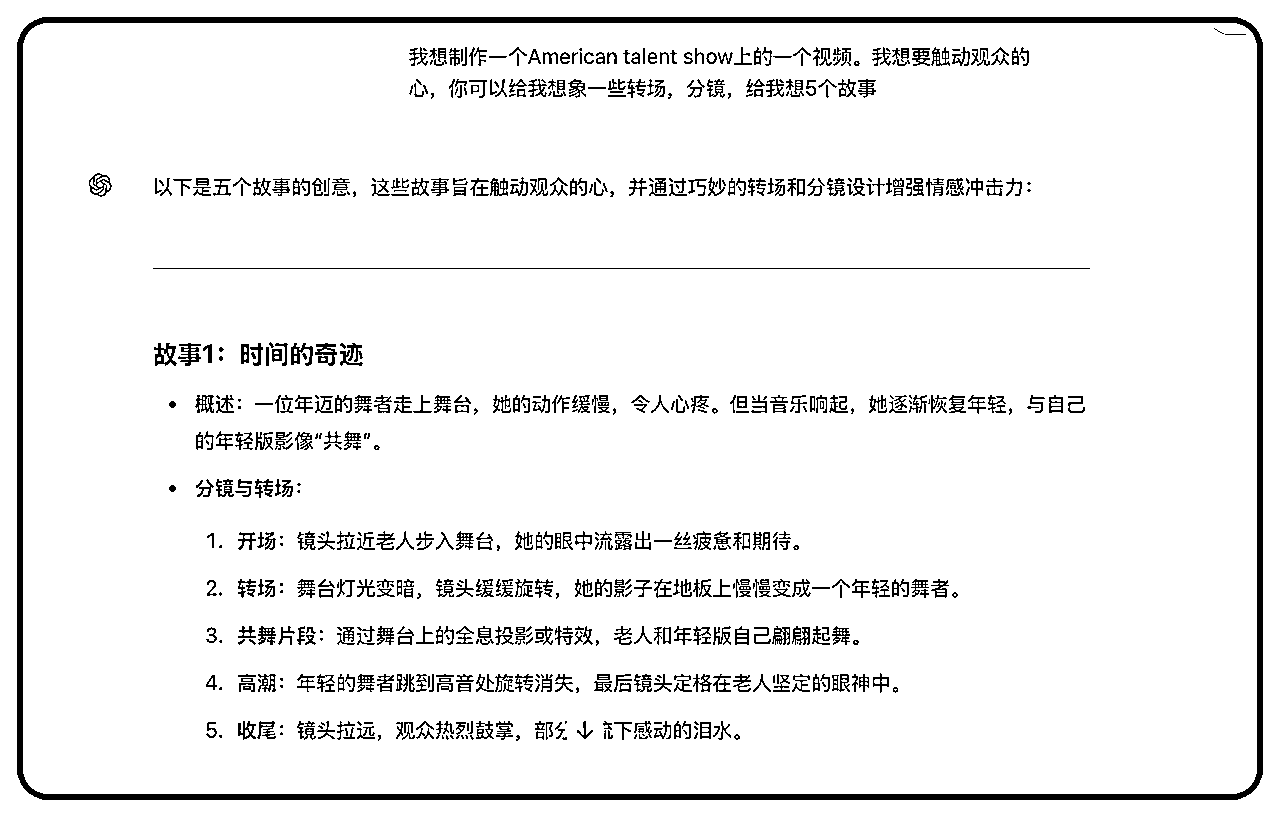 我想制作一个American talent show上的一个视频。我想要触动观众的
心，你可以给我想象一些转场，分镜，给我想5个故事
以下是五个故事的创意，这些故事旨在触动观众的心，并通过巧妙的转场和分镜设计增强情感冲击力：
故事1：时间的奇迹
• 概述：一位年迈的舞者走上舞台，她的动作缓慢，令人心疼。但当音乐响起，她逐渐恢复年轻，与自己
的年轻版影像“共舞”。
• 分镜与转场：
1. 开场：镜头拉近老人步入舞台，她的眼中流露出一丝疲惫和期待。
2. 转场：舞台灯光变暗，镜头缓缓旋转，她的影子在地板上慢慢变成一个年轻的舞者。
3. 共舞片段：通过舞台上的全息投影或特效，老人和年轻版自己翩翩起舞。
4. 高潮：年轻的舞者跳到高音处旋转消失，最后镜头定格在老人坚定的眼神中。
5. 收尾：镜头拉远，观众热烈鼓掌，部分 流下感动的泪水。